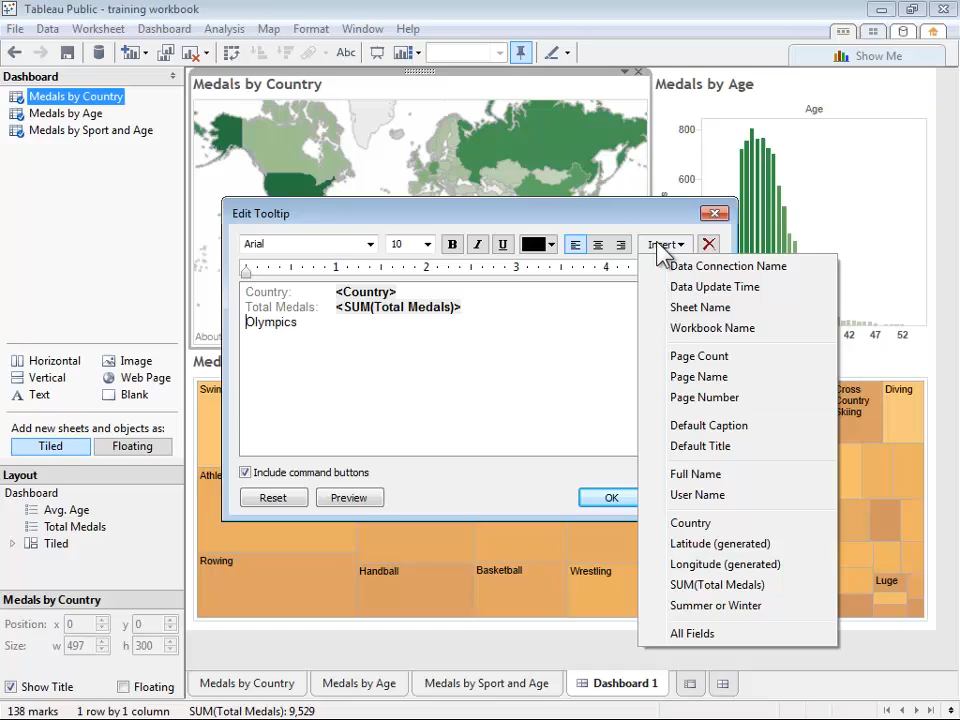 Tableau Public - training workbook
File Data Worksheet Dashboard Analysis Map Format Window Help
Abc
Show Me
Dashboard
Medals by Country
Medals by Age
Medals by Sport and Age
Horizontal Image
Vertical Web Page
Text Blank
Add new sheets and objects as:
Tiled Floating
Layout
Dashboard
Avg. Age
Total Medals
Tiled
Medals by Country
Position: x 0 y 0
Size: w 497 h 300
Show Title Floating
Medals by Country
Medals by Age
Age
800
600
42 47 52
Edit Tooltip
Arial 10 B I U Insert
1 2 3 4
Country: <Country>
Total Medals: <SUM(Total Medals)>
Olympics
Include command buttons
Reset Preview OK
Data Connection Name
Data Update Time
Sheet Name
Workbook Name
Page Count
Page Name
Page Number
Default Caption
Default Title
Full Name
User Name
Country
Latitude (generated)
Longitude (generated)
SUM(Total Medals)
Summer or Winter
All Fields
About
Rowing
Handball
Basketball
Wrestling
Cross
Country
Skiing
Diving
Luge
Medals by Country Medals by Age Medals by Sport and Age Dashboard 1
138 marks 1 row by 1 column SUM(Total Medals): 9,529